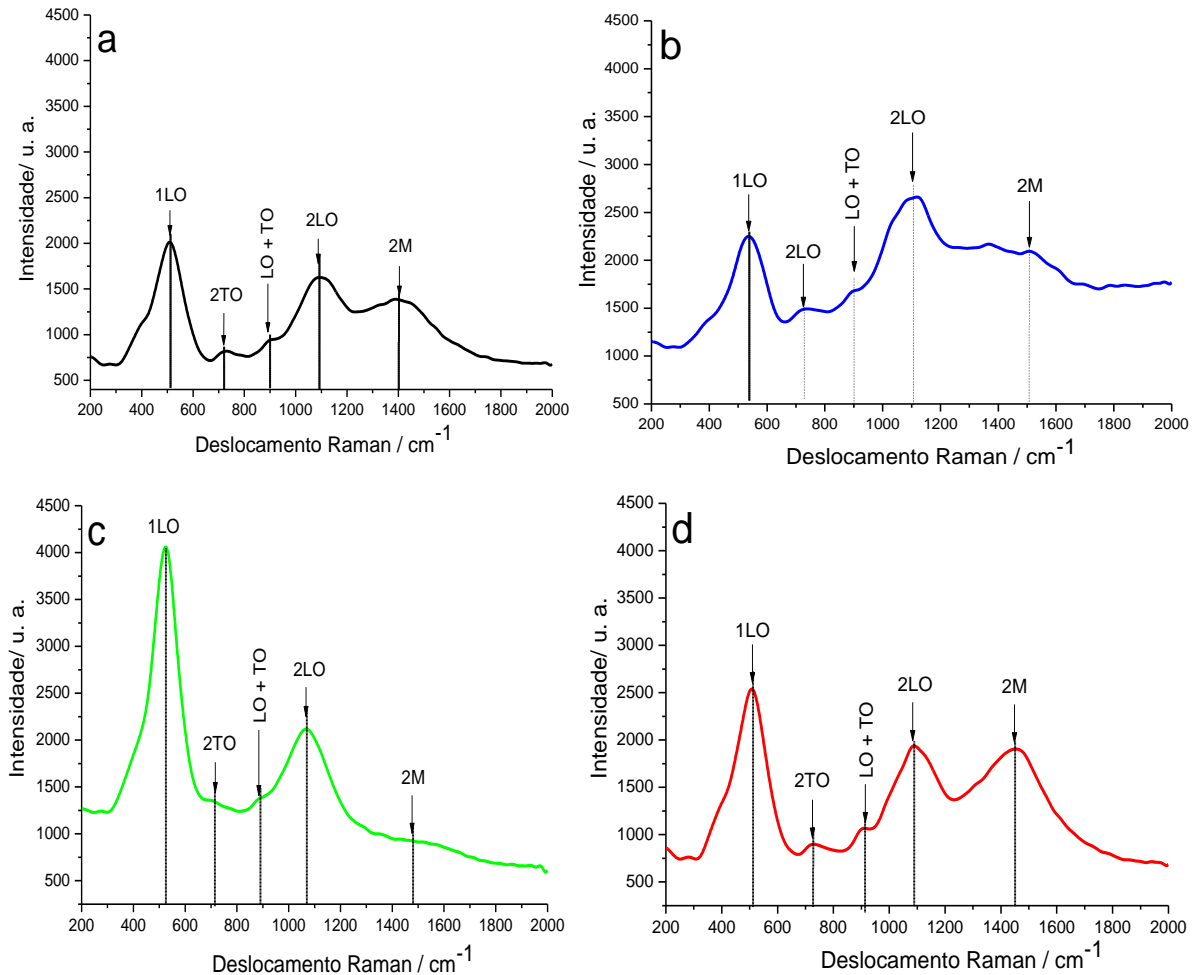 a
4500
4000
3500
3000
2500
2000
1500
1000
500
Intensidade/ u. a.
1LO
2TO
LO + TO
2LO
2M
200 400 600 800 1000 1200 1400 1600 1800 2000
Deslocamento Raman / cm-1
b
4500
4000
3500
3000
2500
2000
1500
1000
500
Intensidade / u. a.
1LO
2LO
LO + TO
2LO
2M
200 400 600 800 1000 1200 1400 1600 1800 2000
Deslocamento Raman / cm-1
c
4500
4000
3500
3000
2500
2000
1500
1000
500
Intensidade/ u. a.
1LO
2TO
LO + TO
2LO
2M
200 400 600 800 1000 1200 1400 1600 1800 2000
Deslocamento Raman / cm-1
d
4500
4000
3500
3000
2500
2000
1500
1000
500
Intensidade/ u. a.
1LO
2TO
LO + TO
2LO
2M
200 400 600 800 1000 1200 1400 1600 1800 2000
Deslocamento Raman / cm-1